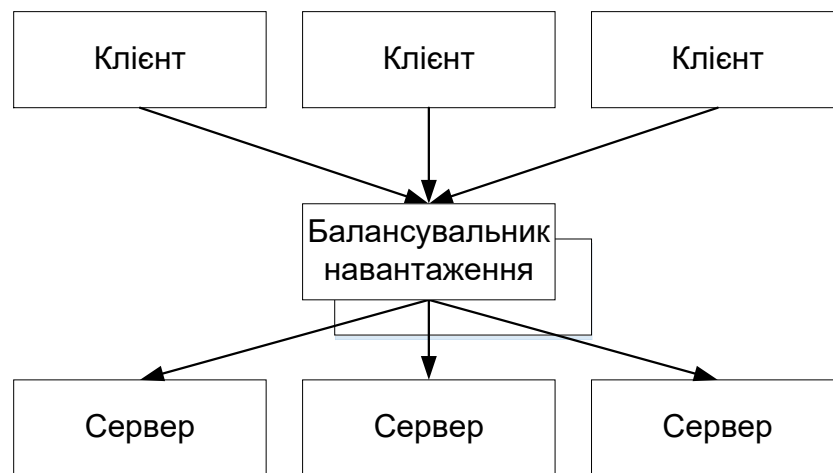 Клієнт
Клієнт
Клієнт
Балансувальник
навантаження
Сервер
Сервер
Сервер